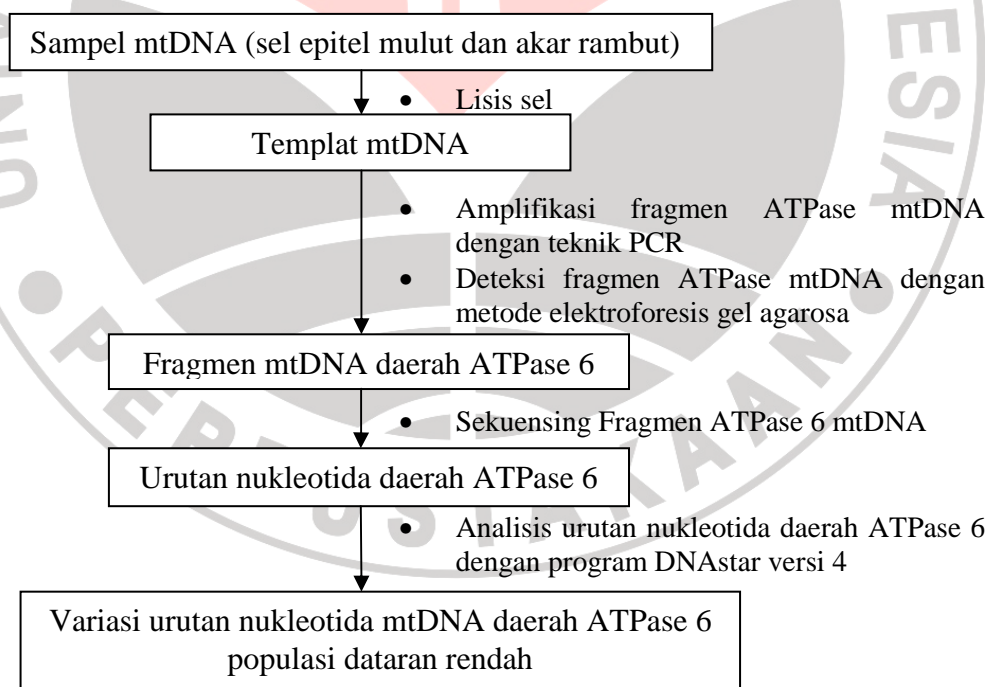 Sampel mtDNA (sel epitel mulut dan akar rambut)
• Lisis sel
Templat mtDNA
• Amplifikasi fragmen ATPase mtDNA
dengan teknik PCR
• Deteksi fragmen ATPase mtDNA dengan
metode elektroforesis gel agarosa
Fragmen mtDNA daerah ATPase 6
• Sekuensing Fragmen ATPase 6 mtDNA
Urutan nukleotida daerah ATPase 6
• Analisis urutan nukleotida daerah ATPase 6
dengan program DNAstar versi 4
Variasi urutan nukleotida mtDNA daerah ATPase 6
populasi dataran rendah
ESIA
PERPUSTAKAAN